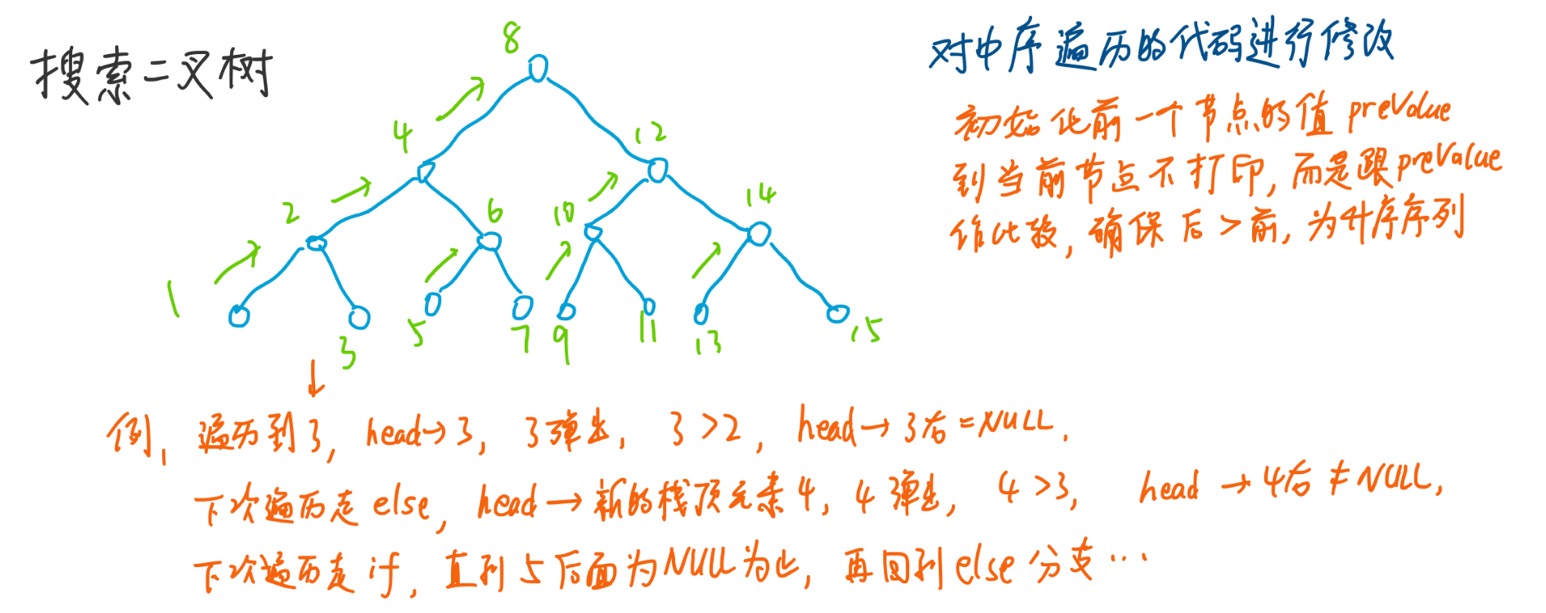 搜索二叉树
8
4
12
2
6
10
14
1
3
5
7
9
11
13
15
对中序遍历的代码进行修改
初始化前一个节点的值 preValue
到当前节点不打印, 而是跟preValue
作比较, 确保后>前, 为升序序列
例, 遍历到3, head→3, 3弹出, 3>2, head→3右=NULL,
下次遍历走else, head→新的栈顶元素4, 4弹出, 4>3, head→4右≠NULL,
下次遍历走if, 直到5后面为NULL为止, 再回到else分支…